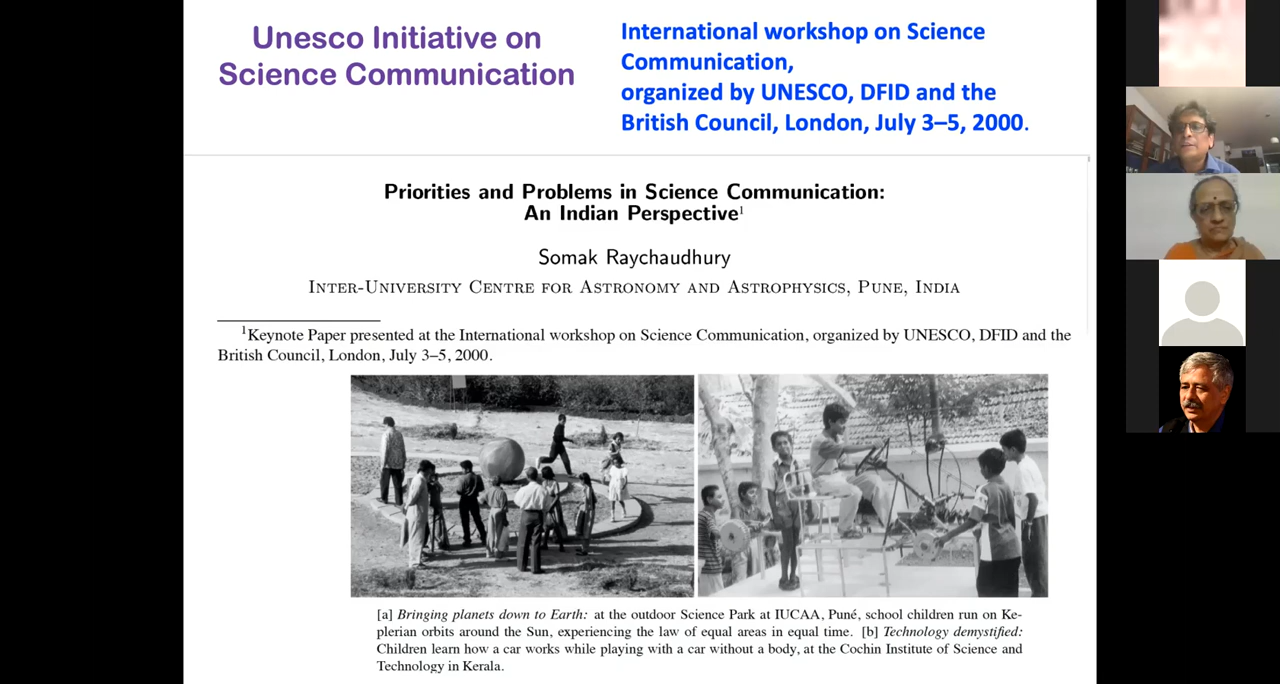 Unesco Initiative on
Science Communication
International workshop on Science
Communication,
organized by UNESCO, DFID and the
British Council, London, July 3–5, 2000.
Priorities and Problems in Science Communication:
An Indian Perspective1
Somak Raychaudhury
Inter-University Centre for Astronomy and Astrophysics, Pune, India
1Keynote Paper presented at the International workshop on Science Communication, organized by UNESCO, DFID and the
British Council, London, July 3–5, 2000.
[a] Bringing planets down to Earth: at the outdoor Science Park at IUCAA, Puné, school children run on Ke-
plerian orbits around the Sun, experiencing the law of equal areas in equal time. [b] Technology demystified:
Children learn how a car works while playing with a car without a body, at the Cochin Institute of Science and
Technology in Kerala.